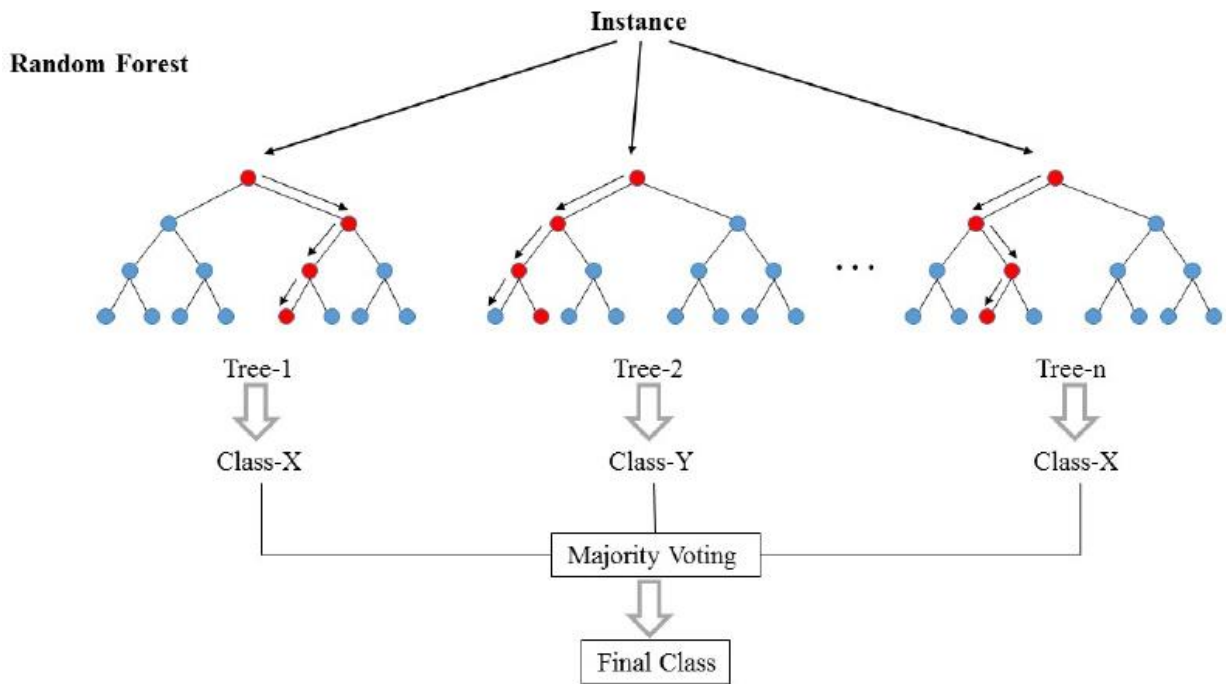 Instance
Random Forest
...
Tree-1 Tree-2 Tree-n
Class-X Class-Y Class-X
Majority Voting
Final Class